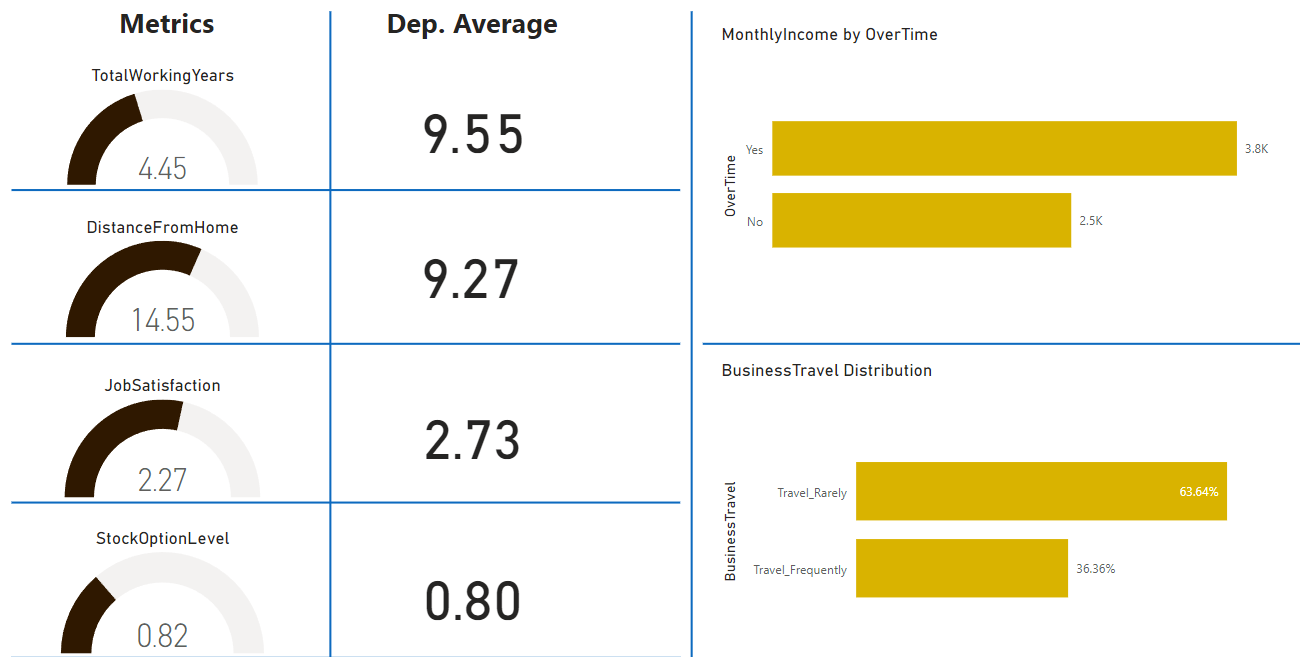 Metrics
Dep. Average
TotalWorkingYears
4.45
9.55
DistanceFromHome
14.55
9.27
JobSatisfaction
2.27
2.73
StockOptionLevel
0.82
0.80
MonthlyIncome by OverTime
OverTime
Yes
3.8K
No
2.5K
BusinessTravel Distribution
BusinessTravel
Travel_Rarely
63.64%
Travel_Frequently
36.36%